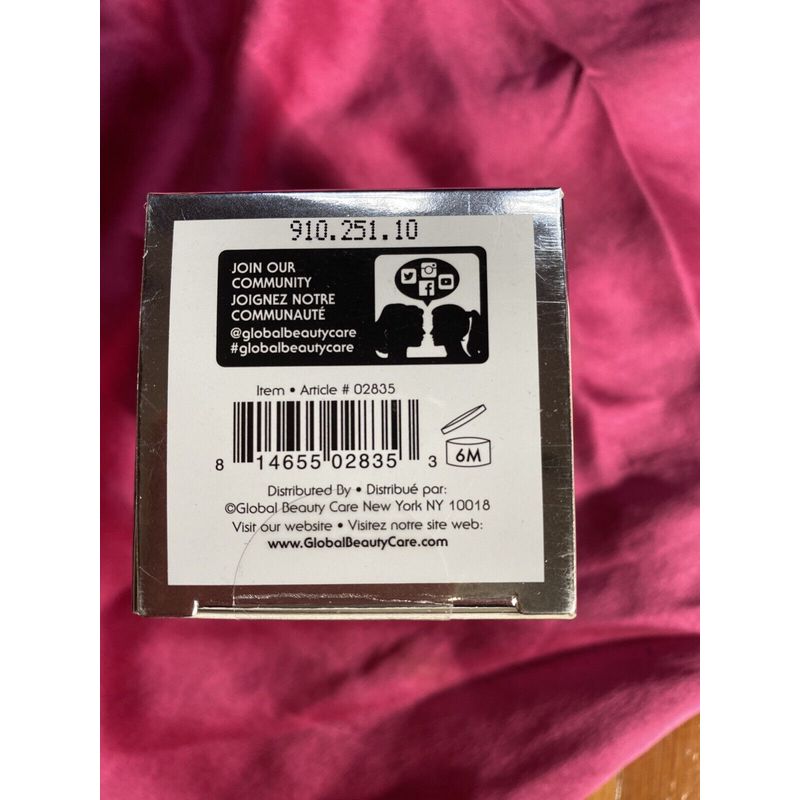 910.251.10
JOIN OUR
COMMUNITY
JOIGNEZ NOTRE
COMMUNAUTÉ
@globalbeautycare
#globalbeautycare
Item • Article # 02835
8 14655 02835 3
6M
Distributed By • Distribué par:
©Global Beauty Care New York NY 10018
Visit our website • Visitez notre site web:
www.GlobalBeautyCare.com